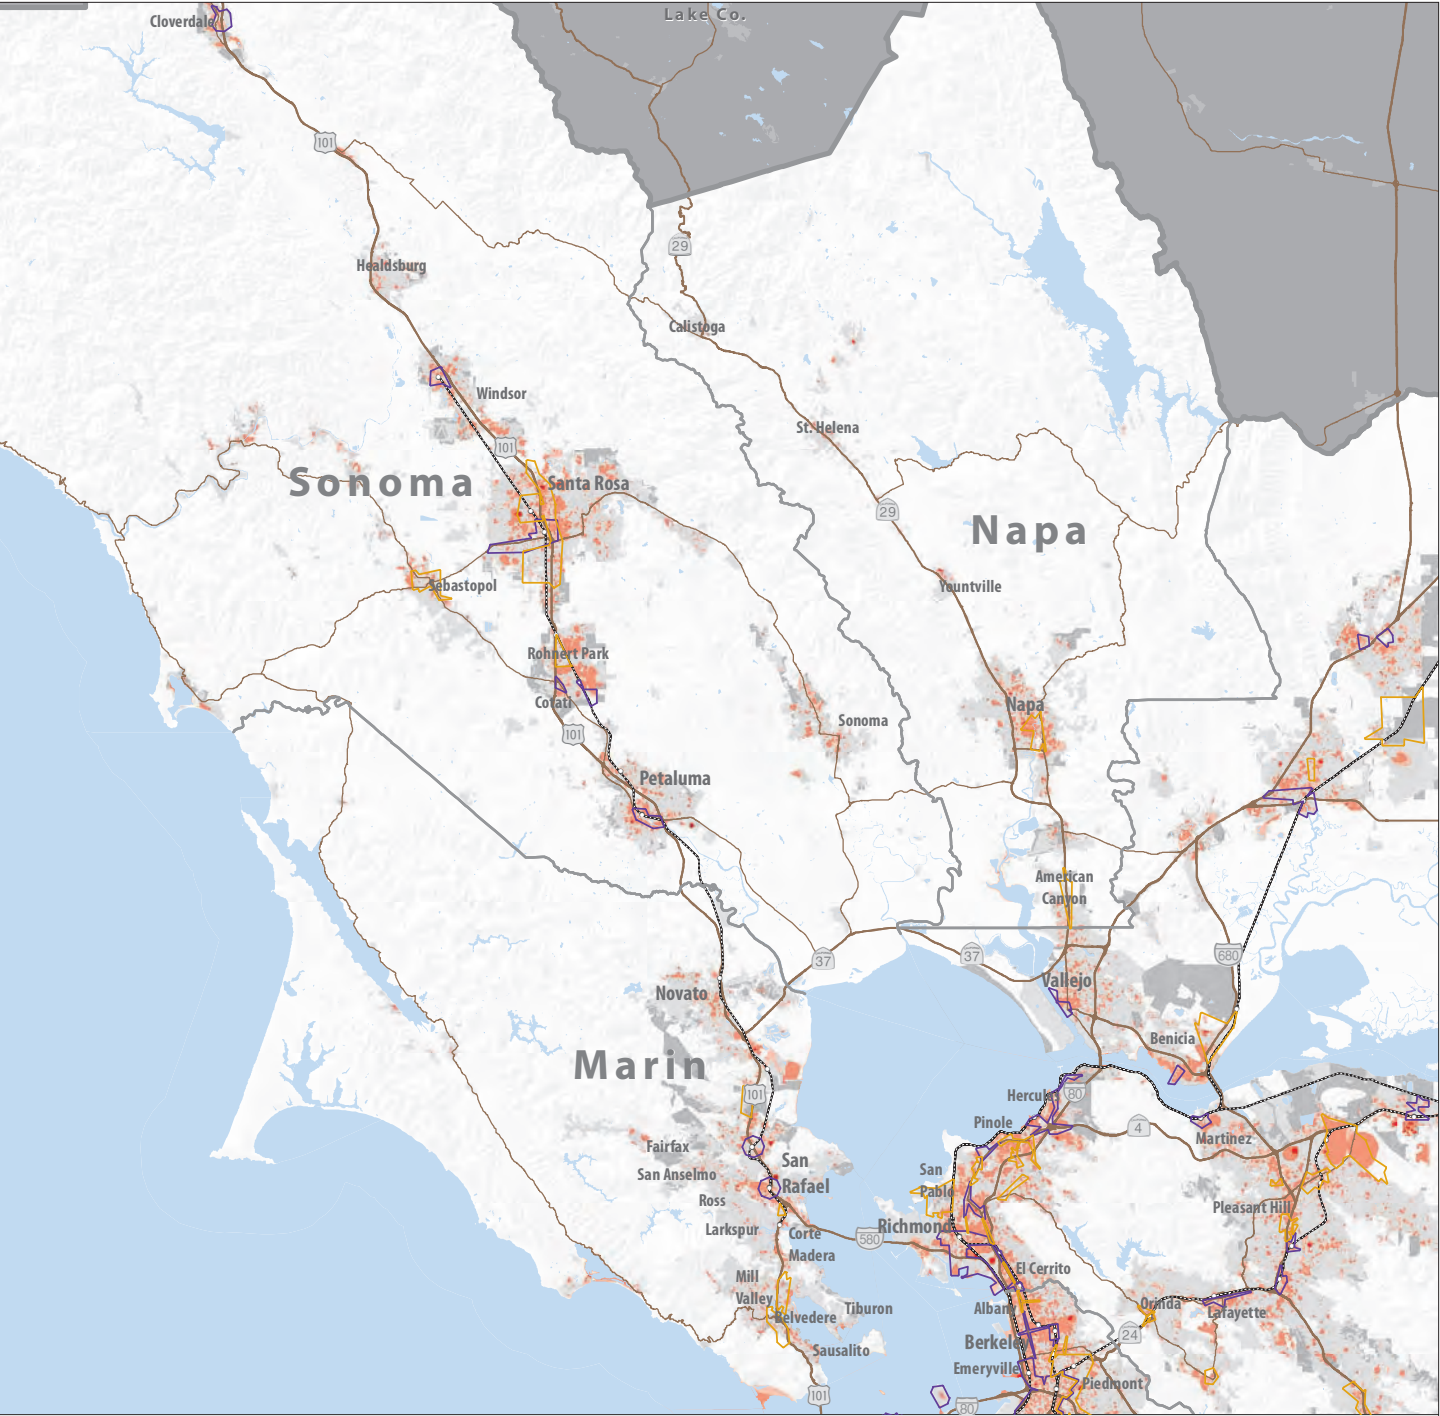 Lake Co.
Cloverdale
101
29
Healdsburg
Calistoga
Windsor
St. Helena
101
Sonoma
Santa Rosa
29
Napa
Sebastopol
Yountville
Rohnert Park
Cotati
Napa
Sonoma
101
Petaluma
American
Canyon
37
37
680
Vallejo
Novato
Benicia
Marin
101
Hercules
80
Pinole
4
Martinez
Fairfax
San
Rafael
San Anselmo
San
Pablo
Ross
Pleasant Hill
Larkspur
Corte
Madera
580
Richmond
El Cerrito
Mill
Valley
Tiburon
Belvedere
Albany
Orinda
Lafayette
24
Berkeley
Sausalito
Emeryville
Piedmont
101
80